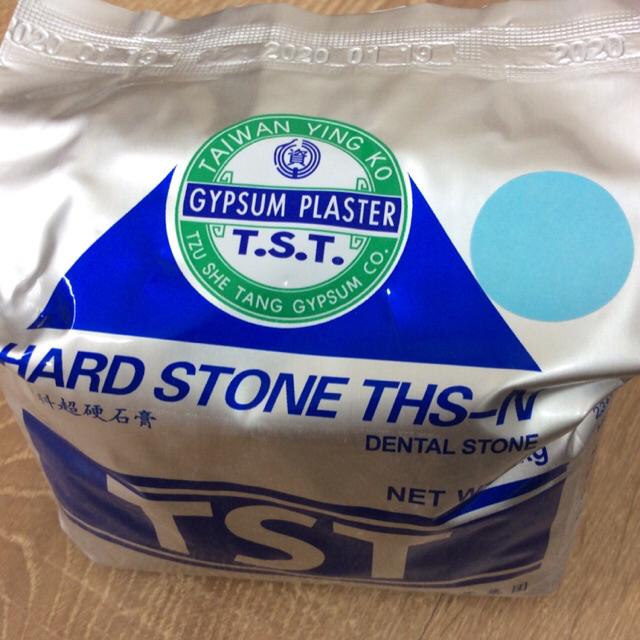 2020 01 19 2020 01 19 2020
TAIWAN YING KO
GYPSUM PLASTER
T.S.T.
TZU SHE TANG GYPSUM CO.
HARD STONE THS-N
超硬石膏
DENTAL STONE
NET
kg
TST